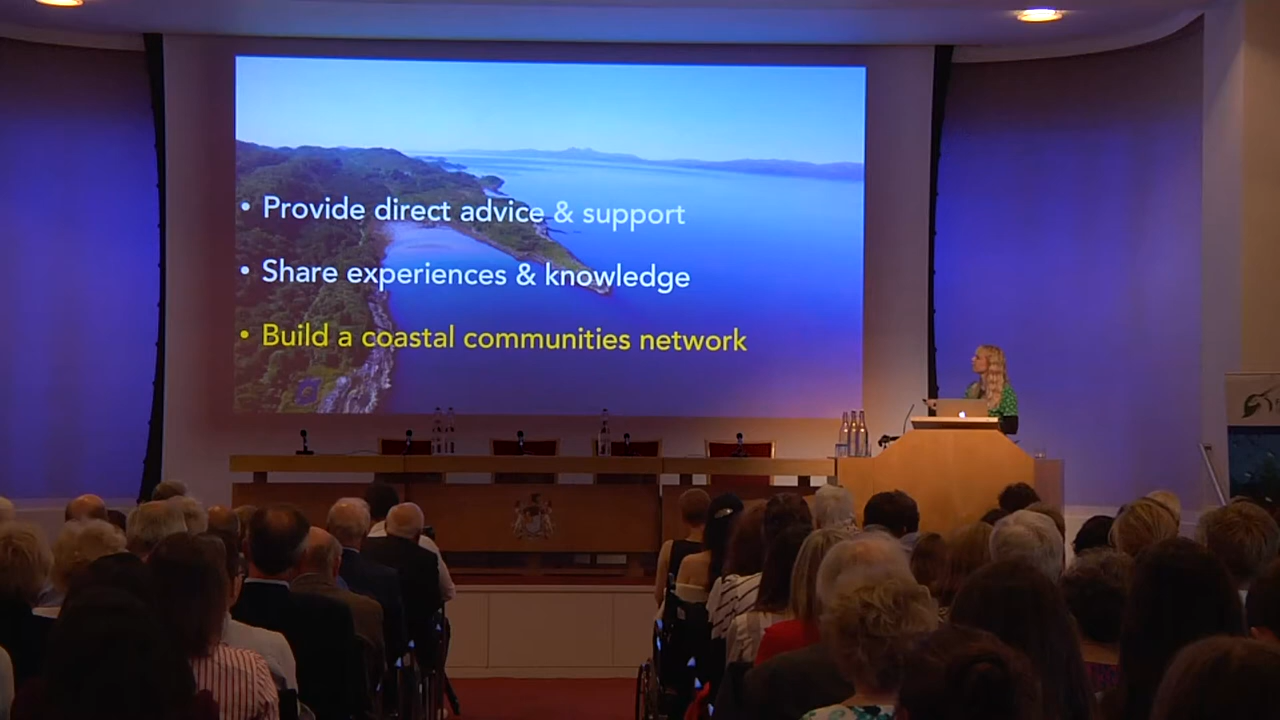 • Provide direct advice & support
• Share experiences & knowledge
• Build a coastal communities network